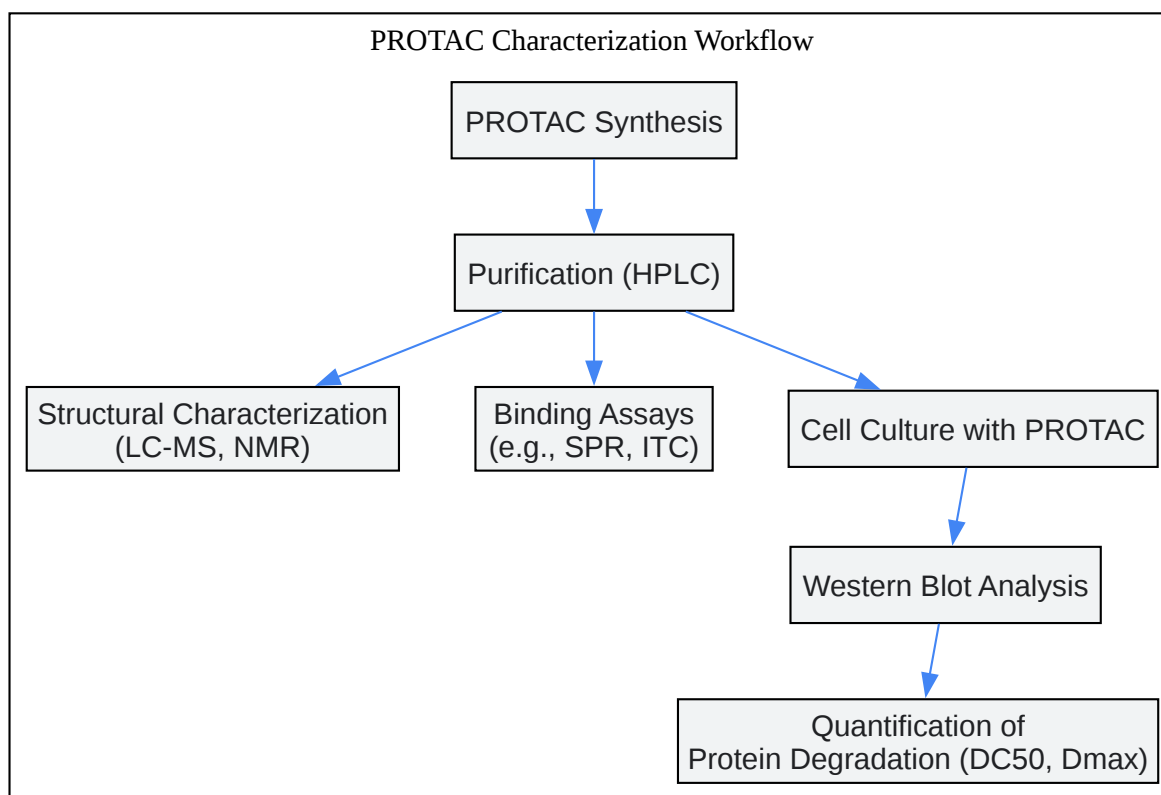 PROTAC Characterization Workflow
PROTAC Synthesis
Purification (HPLC)
Structural Characterization
(LC-MS, NMR)
Binding Assays
(e.g., SPR, ITC)
Cell Culture with PROTAC
Western Blot Analysis
Quantification of
Protein Degradation (DC50, Dmax)